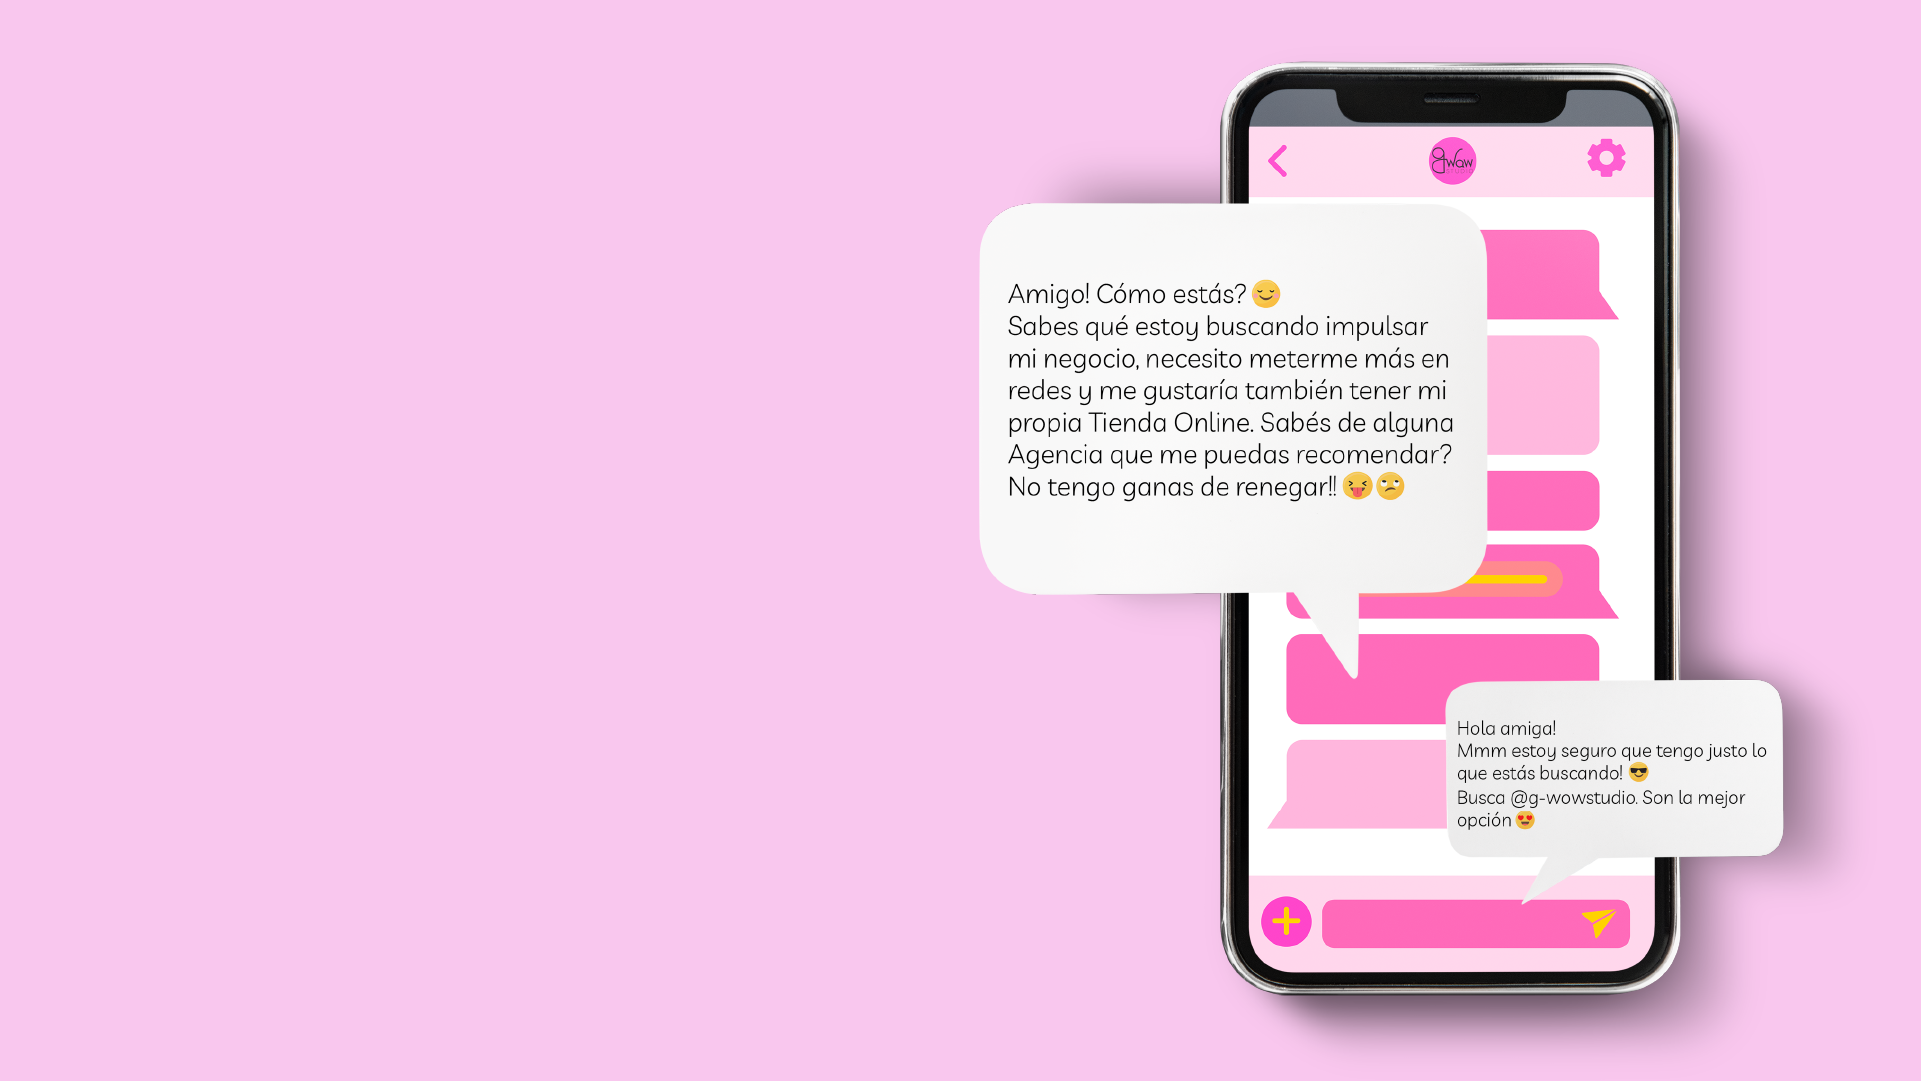 gwow
STUDIO
Amigo! Cómo estás? 😌
Sabes qué estoy buscando impulsar
mi negocio, necesito meterme más en
redes y me gustaría también tener mi
propia Tienda Online. Sabés de alguna
Agencia que me puedas recomendar?
No tengo ganas de renegar!! 😝🙄
Hola amiga!
Mmm estoy seguro que tengo justo lo
que estás buscando! 😎
Busca @g-wowstudio. Son la mejor
opción 😍